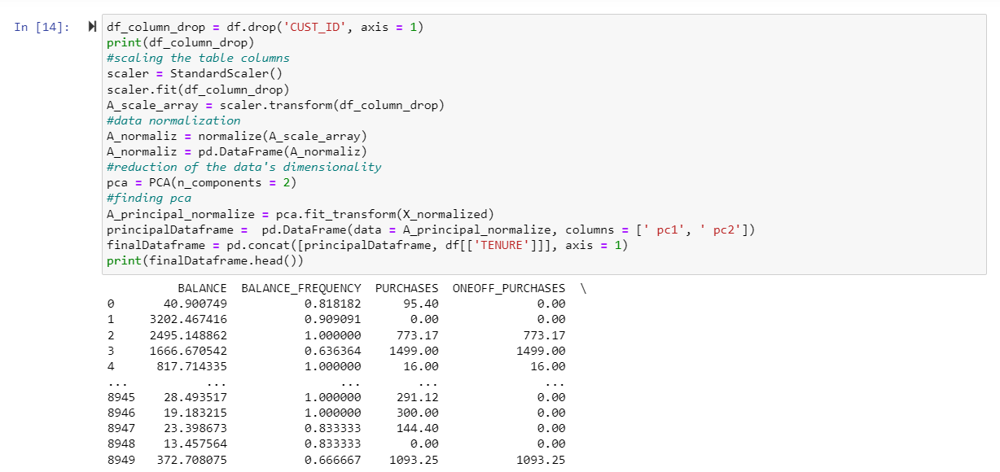 In [14]: df_column_drop = df.drop('CUST_ID', axis = 1)
print(df_column_drop)
#scaling the table columns
scaler = StandardScaler()
scaler.fit(df_column_drop)
A_scale_array = scaler.transform(df_column_drop)
#data normalization
A_normaliz = normalize(A_scale_array)
A_normaliz = pd.DataFrame(A_normaliz)
#reduction of the data's dimensionality
pca = PCA(n_components = 2)
#finding pca
A_principal_normalize = pca.fit_transform(X_normalized)
principalDataframe =  pd.DataFrame(data = A_principal_normalize, columns = [' pc1', ' pc2'])
finalDataframe = pd.concat([principalDataframe, df[['TENURE']]], axis = 1)
print(finalDataframe.head())
BALANCE BALANCE_FREQUENCY PURCHASES ONEOFF_PURCHASES \
0 40.900749 0.818182 95.40 0.00
1 3202.467416 0.909091 0.00 0.00
2 2495.148862 1.000000 773.17 773.17
3 1666.670542 0.636364 1499.00 1499.00
4 817.714335 1.000000 16.00 16.00
... ... ... ... ...
8945 28.493517 1.000000 291.12 0.00
8946 19.183215 1.000000 300.00 0.00
8947 23.398673 0.833333 144.40 0.00
8948 13.457564 0.833333 0.00 0.00
8949 372.708075 0.666667 1093.25 1093.25